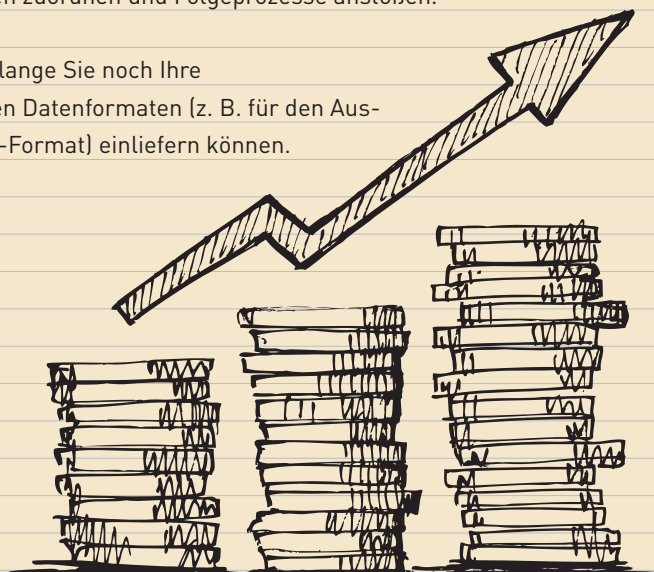 zuordnen und Folgeprozesse anstoßen.
lange Sie noch Ihre
en Datenformaten (z. B. für den Aus-
-Format) einliefern können.